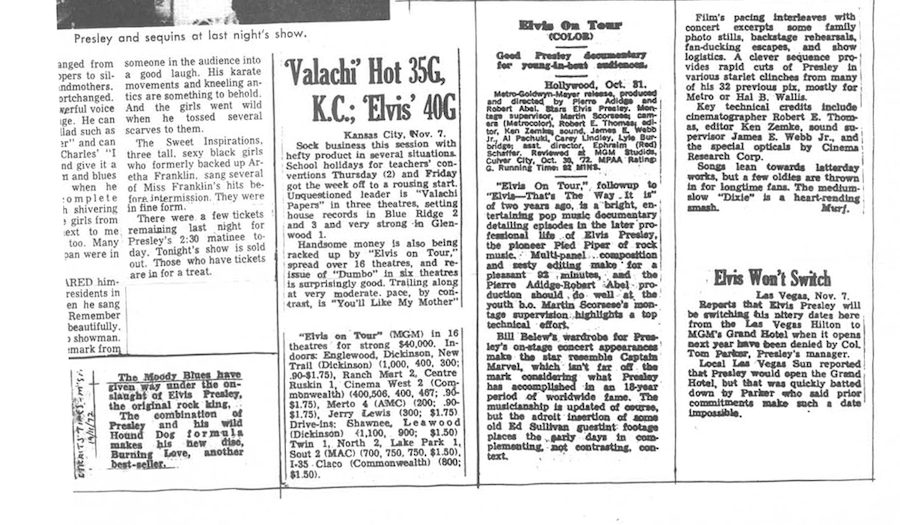 Presley and sequins at last night's show.
anged from
opers to sil-
ndmothers.
ortchanged.
werful voice
ge. He can
llad such as
er" and can
Charles' "I
nd give it a
m and blues
when he
omplete
h shivering
girls from
ext to me
too. Many
pan were in
ARED him-
residents in
en he sang
Remember
beautifully.
showman.
emark from
someone in the audience into
a good laugh. His karate
movements and kneeling an-
tics are something to behold.
And the girls went wild
when he tossed several
scarves to them.
The Sweet Inspirations,
three tall, sexy black girls
who formerly backed up Ar-
etha Franklin, sang several
of Miss Franklin's hits be-
fore intermission. They were
in fine form.
There were a few tickets
remaining last night for
Presley's 2:30 matinee to-
day. Tonight's show is sold
out. Those who have tickets
are in for a treat.
The Moody Blues have
given way under the on-
slaught of Elvis Presley,
the original rock king.
The combination of
Presley and his wild
Hound Dog formula
makes his new disc,
Burning Love, another
best-seller.
19/11/72
'Valachi' Hot 35G,
K.C.; 'Elvis' 40G
Kansas City, Nov. 7.
Sock business this session with
hefty product in several situations.
School holidays for teachers' con-
ventions Thursday (2) and Friday
got the week off to a rousing start.
Unquestioned leader is "Valachi
Papers" in three theatres, setting
house records in Blue Ridge 2
and 3 and very strong in Glen-
wood 1.
Handsome money is also being
racked up by "Elvis on Tour,"
spread over 16 theatres, and re-
issue of "Dumbo" in six theatres
is surprisingly good. Trailing along
at very moderate pace, by con-
trast, is "You'll Like My Mother"
"Elvis on Tour" (MGM) in 16
theatres for strong $40,000. In-
doors: Englewood, Dickinson, New
Trail (Dickinson) (1,000, 400, 300;
.90-$1.75), Ranch Mart 2, Centre
Ruskin 1, Cinema West 2 (Com-
monwealth) (400,506, 400, 467; .90-
$1.75), Merto 4 (AMC) (200; .90-
$1.75), Jerry Lewis (300; $1.75)
Drive-ins: Shawnee, Leawood
(Dickinson) (1,100, 900; $1.50)
Twin 1, North 2, Lake Park 1,
Sout 2 (MAC) (700, 750, 750, $1.50),
I-35 Claco (Commonwealth) (800;
$1.50).
Elvis On Tour
(COLOR)
Good Presley documentary
for young-in-beat audiences.
Hollywood, Oct. 31.
Metro-Goldwyn-Mayer release, produced
and directed by Pierre Adidge and
Robert Abel. Stars Elvis Presley. Mon-
tage supervisor, Martin Scorsese; cam-
era (Metrocolor), Robert E. Thomas; edi-
tor, Ken Zemke; sound, James E. Webb
Jr., Al Pachuki, Carey Lindley, Lyle Bur-
bridge; asst. director, Ephraim (Red)
Schaffer. Reviewed at MGM Studios,
Culver City, Oct. 30, '72. MPAA Rating:
G. Running Time: 92 MINS.
"Elvis On Tour," followup to
"Elvis—That's The Way It is"
of two years ago, is a bright, en-
tertaining pop music documentary
detailing episodes in the later pro-
fessional life of Elvis Presley,
the pioneer Pied Piper of rock
music. Multi-panel composition
and zesty editing make for a
pleasant 92 minutes, and the
Pierre Adidge-Robert Abel pro-
duction should do well at the
youth b.o. Martin Scorsese's mon-
tage supervision highlights a top
technical effort.
Bill Belew's wardrobe for Pres-
ley's on-stage concert appearances
make the star resemble Captain
Marvel, which isn't far off the
mark considering what Presley
has accomplished in an 18-year
period of worldwide fame. The
musicianship is updated of course,
but the adroit insertion of some
old Ed Sullivan guestint footage
places the early days in com-
plementing, not contrasting, con-
text.
Film's pacing interleaves with
concert excerpts some family
photo stills, backstage rehearsals,
fan-ducking escapes, and show
logistics. A clever sequence pro-
vides rapid cuts of Presley in
various starlet clinches from many
of his 32 previous pix, mostly for
Metro or Hal B. Wallis.
Key technical credits include
cinematographer Robert E. Thom-
as, editor Ken Zemke, sound su-
pervisor James E. Webb Jr., and
the special opticals by Cinema
Research Corp.
Songs lean towards latterday
works, but a few oldies are thrown
in for longtime fans. The medium-
slow "Dixie" is a heart-rending
smash. Murf.
Elvis Won't Switch
Las Vegas, Nov. 7.
Reports that Elvis Presley will
be switching his nitery dates here
from the Las Vegas Hilton to
MGM's Grand Hotel when it opens
next year have been denied by Col.
Tom Parker, Presley's manager.
Local Las Vegas Sun reported
that Presley would open the Grand
Hotel, but that was quickly batted
down by Parker who said prior
commitments make such a date
impossible.